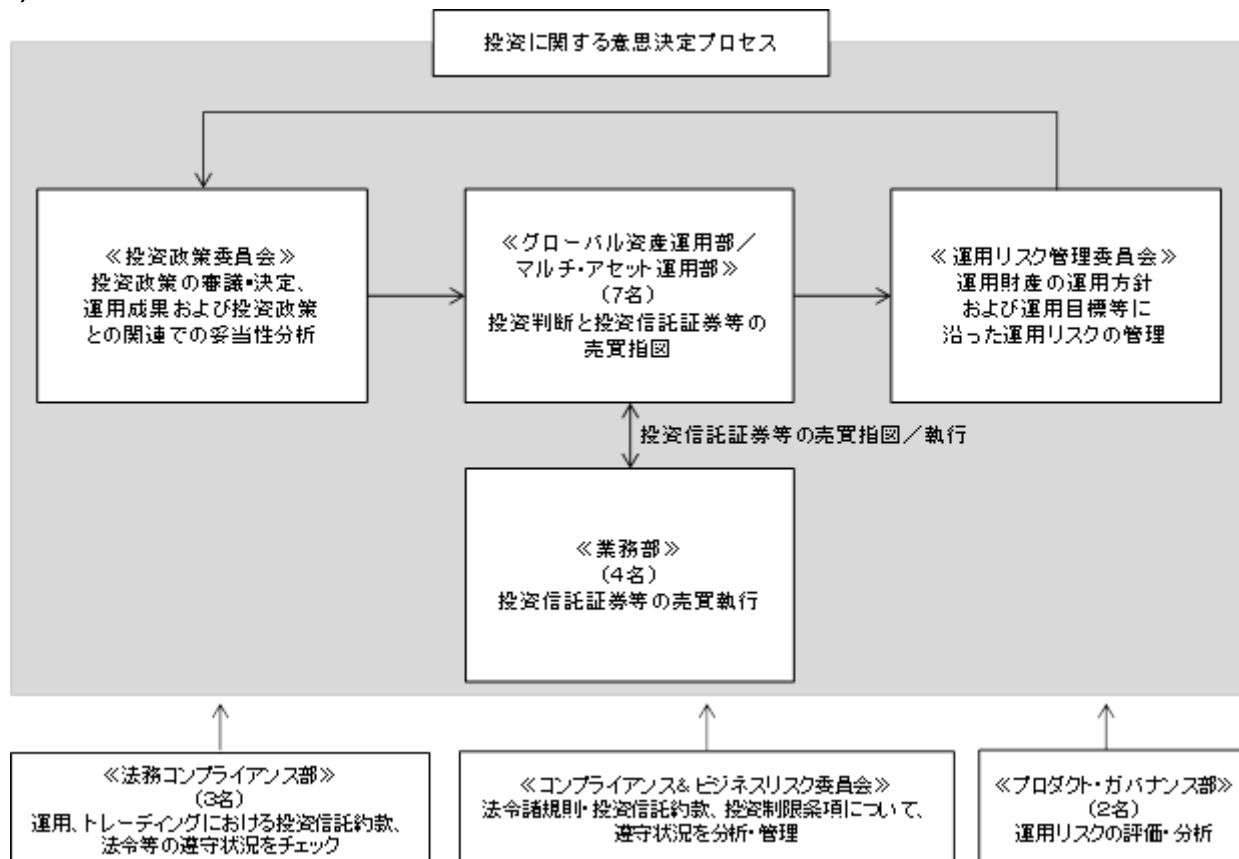 投資に関する意思決定プロセス
≪投資政策委員会≫
投資政策の審議・決定、
運用成果および投資政策
との関連での妥当性分析
≪グローバル資産運用部／
マルチ・アセット運用部≫
(7名)
投資判断と投資信託証券等の
売買指図
≪運用リスク管理委員会≫
運用財産の運用方針
および運用目標等に
沿った運用リスクの管理
投資信託証券等の売買指図／執行
≪業務部≫
(4名)
投資信託証券等の売買執行
≪法務コンプライアンス部≫
(3名)
運用、トレーディングにおける投資信託約款、
法令等の遵守状況をチェック
≪コンプライアンス&ビジネスリスク委員会≫
法令諸規則・投資信託約款、投資制限条項について、
遵守状況を分析・管理
≪プロダクト・ガバナンス部≫
(2名)
運用リスクの評価・分析